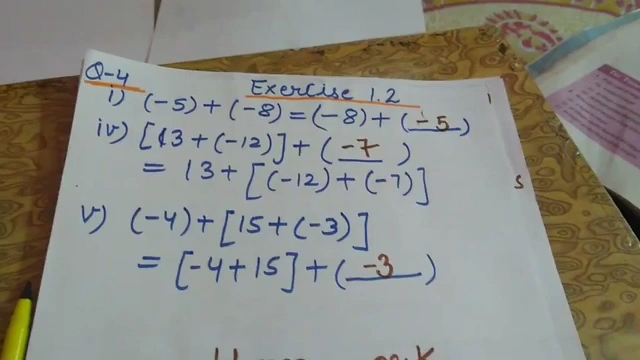 Q-4
Exercise 1.2
i) (-5) + (-8) = (-8) + (-5)
iv) [13 + (-12)] + (-7)
= 13 + [(-12) + (-7)]
v) (-4) + [15 + (-3)]
= [-4 + 15] + (-3)